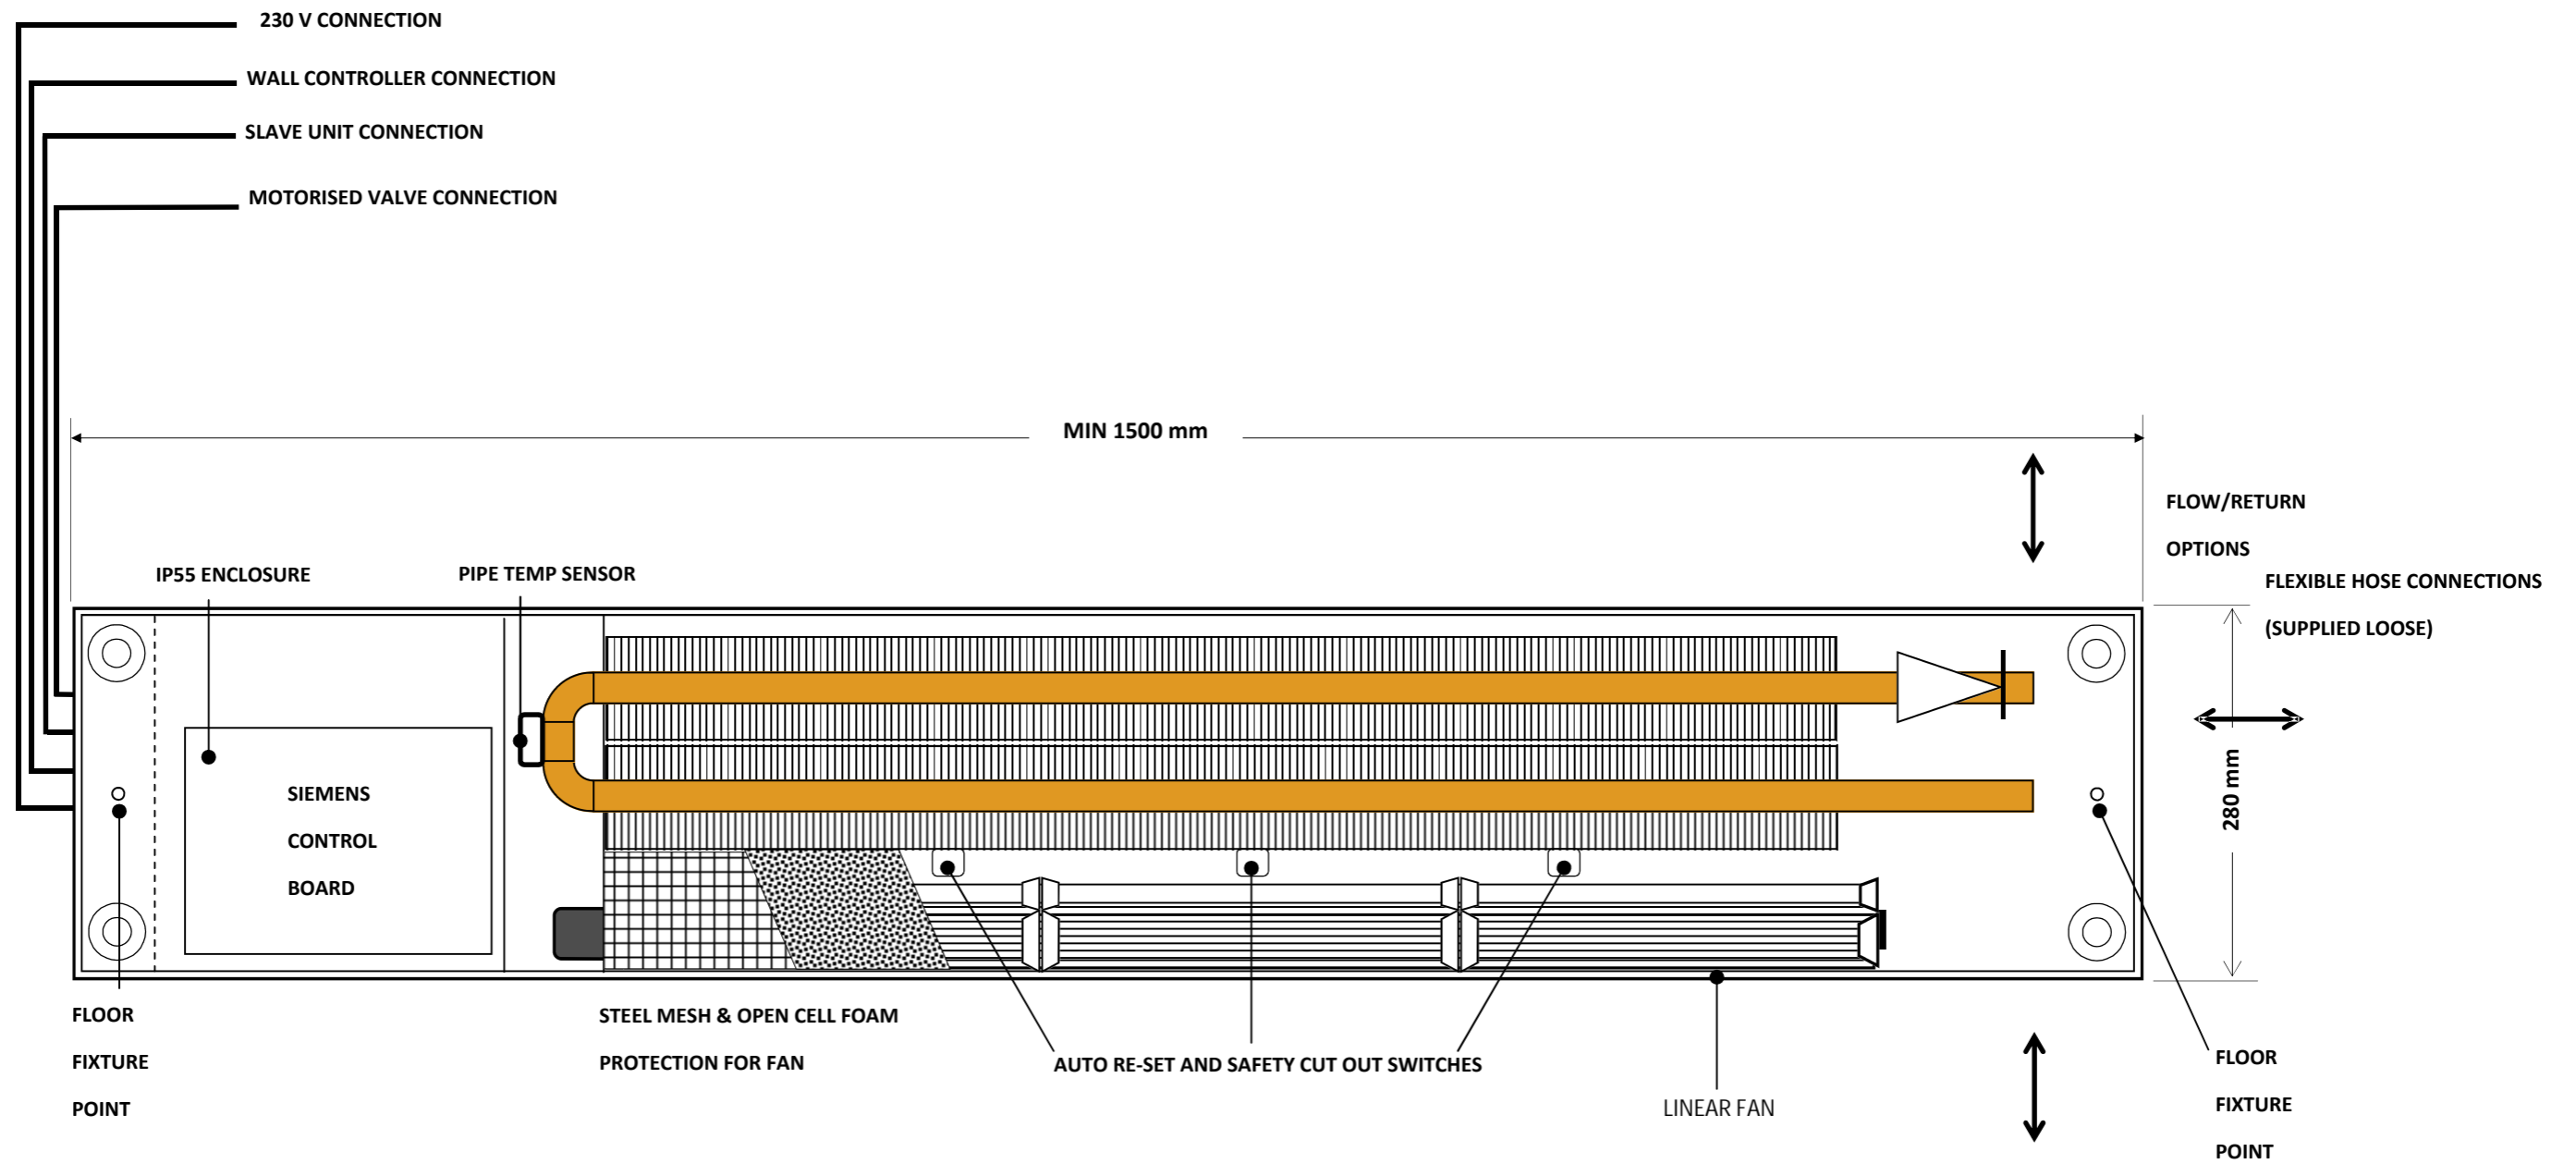 230 V CONNECTION
WALL CONTROLLER CONNECTION
SLAVE UNIT CONNECTION
MOTORISED VALVE CONNECTION
MIN 1500 mm
FLOW/RETURN
OPTIONS
FLEXIBLE HOSE CONNECTIONS
(SUPPLIED LOOSE)
IP55 ENCLOSURE
PIPE TEMP SENSOR
280 mm
SIEMENS
CONTROL
BOARD
FLOOR
FIXTURE
POINT
STEEL MESH & OPEN CELL FOAM
PROTECTION FOR FAN
AUTO RE-SET AND SAFETY CUT OUT SWITCHES
LINEAR FAN
FLOOR
FIXTURE
POINT